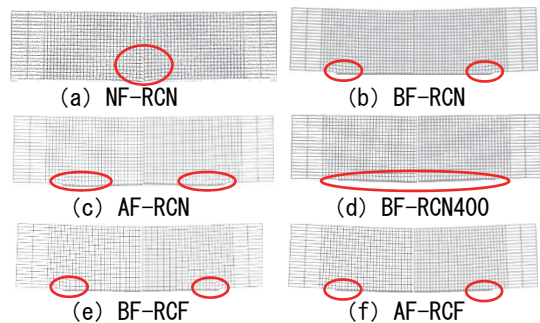 (a) NF-RCN
(b) BF-RCN
(c) AF-RCN
(d) BF-RCN400
(e) BF-RCF
(f) AF-RCF